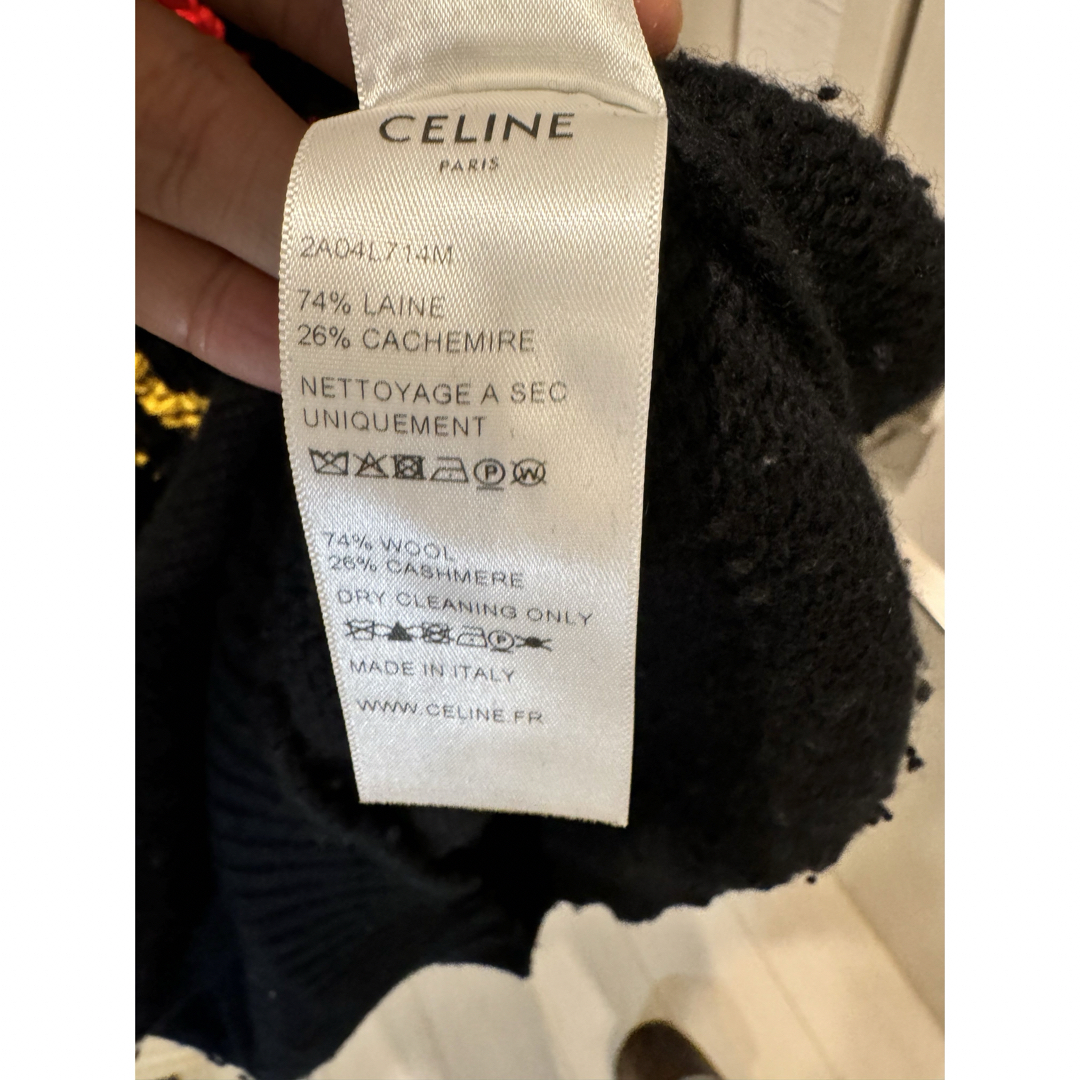 CELINE
PARIS
2A04L714M
74% LAINE
26% CACHEMIRE
NETTOYAGE A SEC
UNIQUEMENT
P W
74% WOOL
26% CASHMERE
DRY CLEANING ONLY
P
MADE IN ITALY
WWW.CELINE.FR